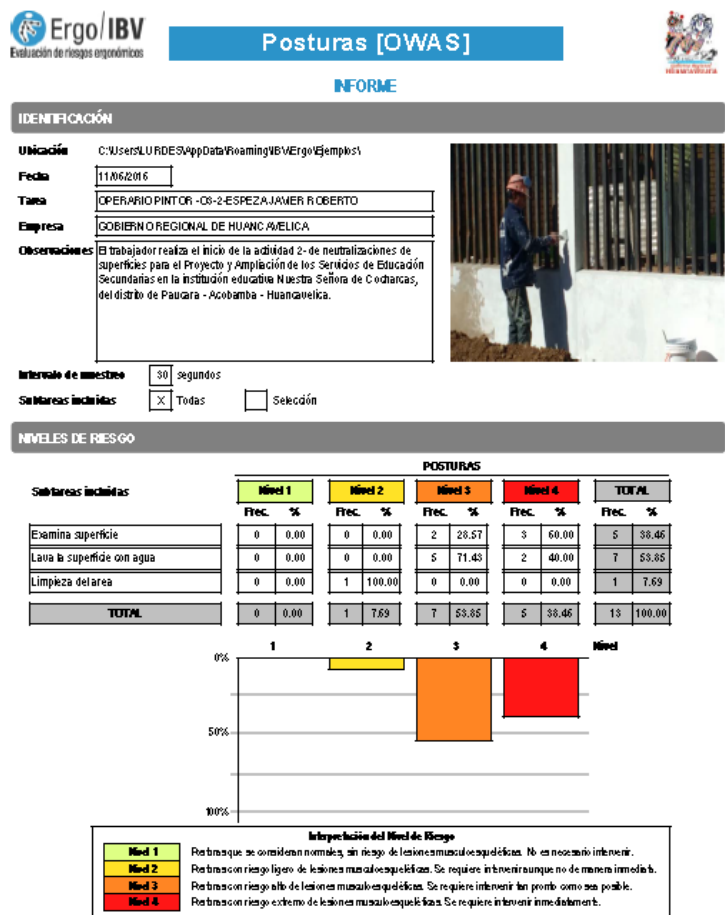 Ergo/IBV
Evaluación de riesgos ergonómicos
Posturas [OWAS]
INFORME
IDENTIFICACIÓN
Ubicación C:\Users\LURDES\AppData\Roaming\IBV\Ergo\Ejemplos\
Fecha 11/06/2016
Tarea OPERARIO PINTOR -O3-2-ESPEZA JAVIER ROBERTO
Empresa GOBIERNO REGIONAL DE HUANCAVELICA
Observaciones El trabajador realiza el inicio de la actividad 2- de neutralizaciones de
superficies para el Proyecto y Ampliación de los Servicios de Educación
Secundarias en la institución educativa Nuestra Señora de Cocharcas,
del distrito de Paucara - Acobamba - Huancavelica.
Intervalo de muestreo 30 segundos
Subtareas incluidas X Todas Selección
NIVELES DE RIESGO
POSTURAS
Subtareas incluidas Nivel 1 Nivel 2 Nivel 3 Nivel 4 TOTAL
Frec. % Frec. % Frec. % Frec. % Frec. %
Examina superficie 0 0.00 0 0.00 2 28.57 3 60.00 5 38.46
Lava la superficie con agua 0 0.00 0 0.00 5 71.43 2 40.00 7 53.85
Limpieza del area 0 0.00 1 100.00 0 0.00 0 0.00 1 7.69
TOTAL 0 0.00 1 7.69 7 53.85 5 38.46 13 100.00
1 2 3 4 Nivel
0%
50%
100%
Interpretación del Nivel de Riesgo
Nivel 1 Posturas que se consideran normales, sin riesgo de lesiones musculoesqueléticas. No es necesario intervenir.
Nivel 2 Posturas con riesgo ligero de lesiones musculoesqueléticas. Se requiere intervenir aunque no de manera inmediata.
Nivel 3 Posturas con riesgo alto de lesiones musculoesqueléticas. Se requiere intervenir tan pronto como sea posible.
Nivel 4 Posturas con riesgo extremo de lesiones musculoesqueléticas. Se requiere intervenir inmediatamente.